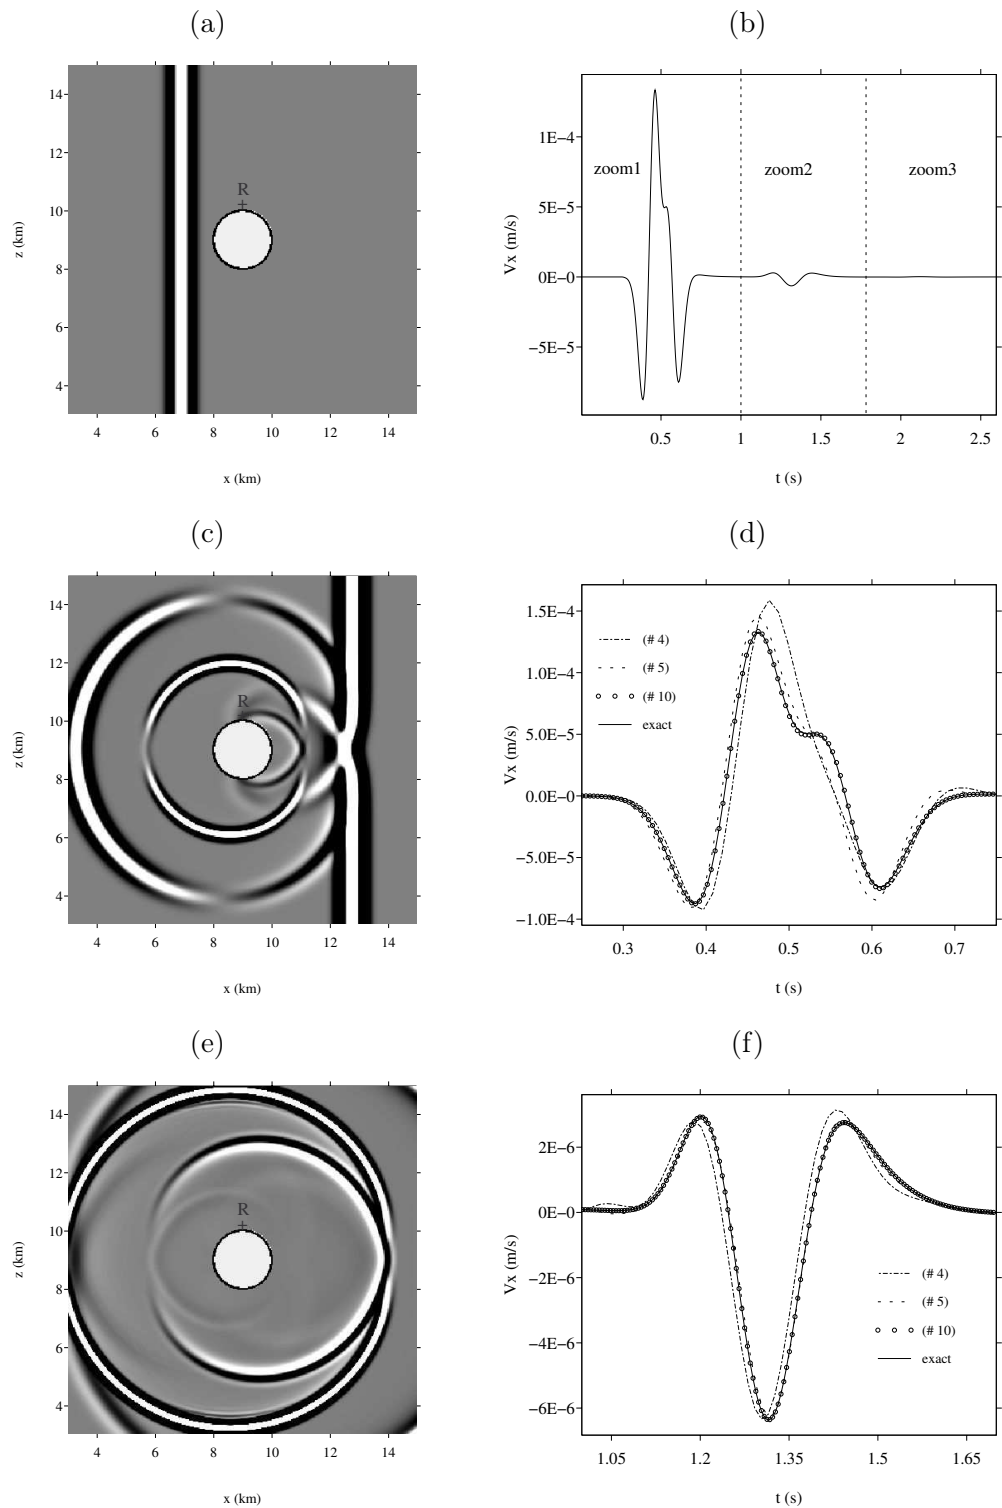 (a)
14
12
10
8
6
4
z (km)
R
4 6 8 10 12 14
x (km)
(b)
1E−4
5E−5
0E−0
−5E−5
Vx (m/s)
zoom1 zoom2 zoom3
0.5 1 1.5 2 2.5
t (s)
(c)
14
12
10
8
6
4
z (km)
R
4 6 8 10 12 14
x (km)
(d)
1.5E−4
1.0E−4
5.0E−5
0.0E−0
−5.0E−5
−1.0E−4
Vx (m/s)
(# 4)
(# 5)
(# 10)
exact
0.3 0.4 0.5 0.6 0.7
t (s)
(e)
14
12
10
8
6
4
z (km)
R
4 6 8 10 12 14
x (km)
(f)
2E−6
0E−0
−2E−6
−4E−6
−6E−6
Vx (m/s)
(# 4)
(# 5)
(# 10)
exact
1.05 1.2 1.35 1.5 1.65
t (s)